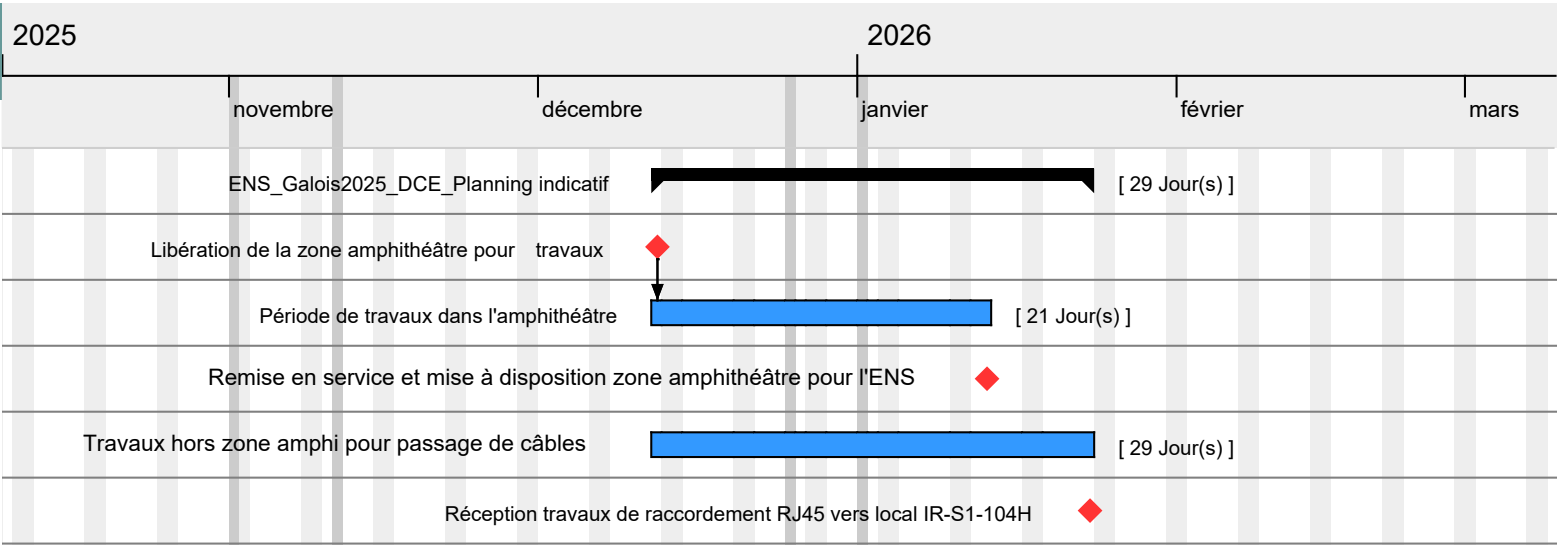 2025 2026
novembre décembre janvier février mars
ENS_Galois2025_DCE_Planning indicatif [ 29 Jour(s) ]
Libération de la zone amphithéâtre pour travaux
Période de travaux dans l'amphithéâtre [ 21 Jour(s) ]
Remise en service et mise à disposition zone amphithéâtre pour l'ENS
Travaux hors zone amphi pour passage de câbles [ 29 Jour(s) ]
Réception travaux de raccordement RJ45 vers local IR-S1-104H